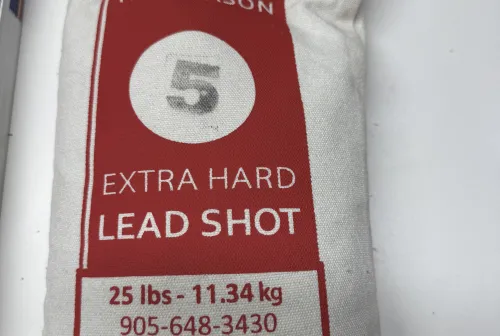 5
EXTRA HARD
LEAD SHOT
25 lbs - 11.34 kg
905-648-3430